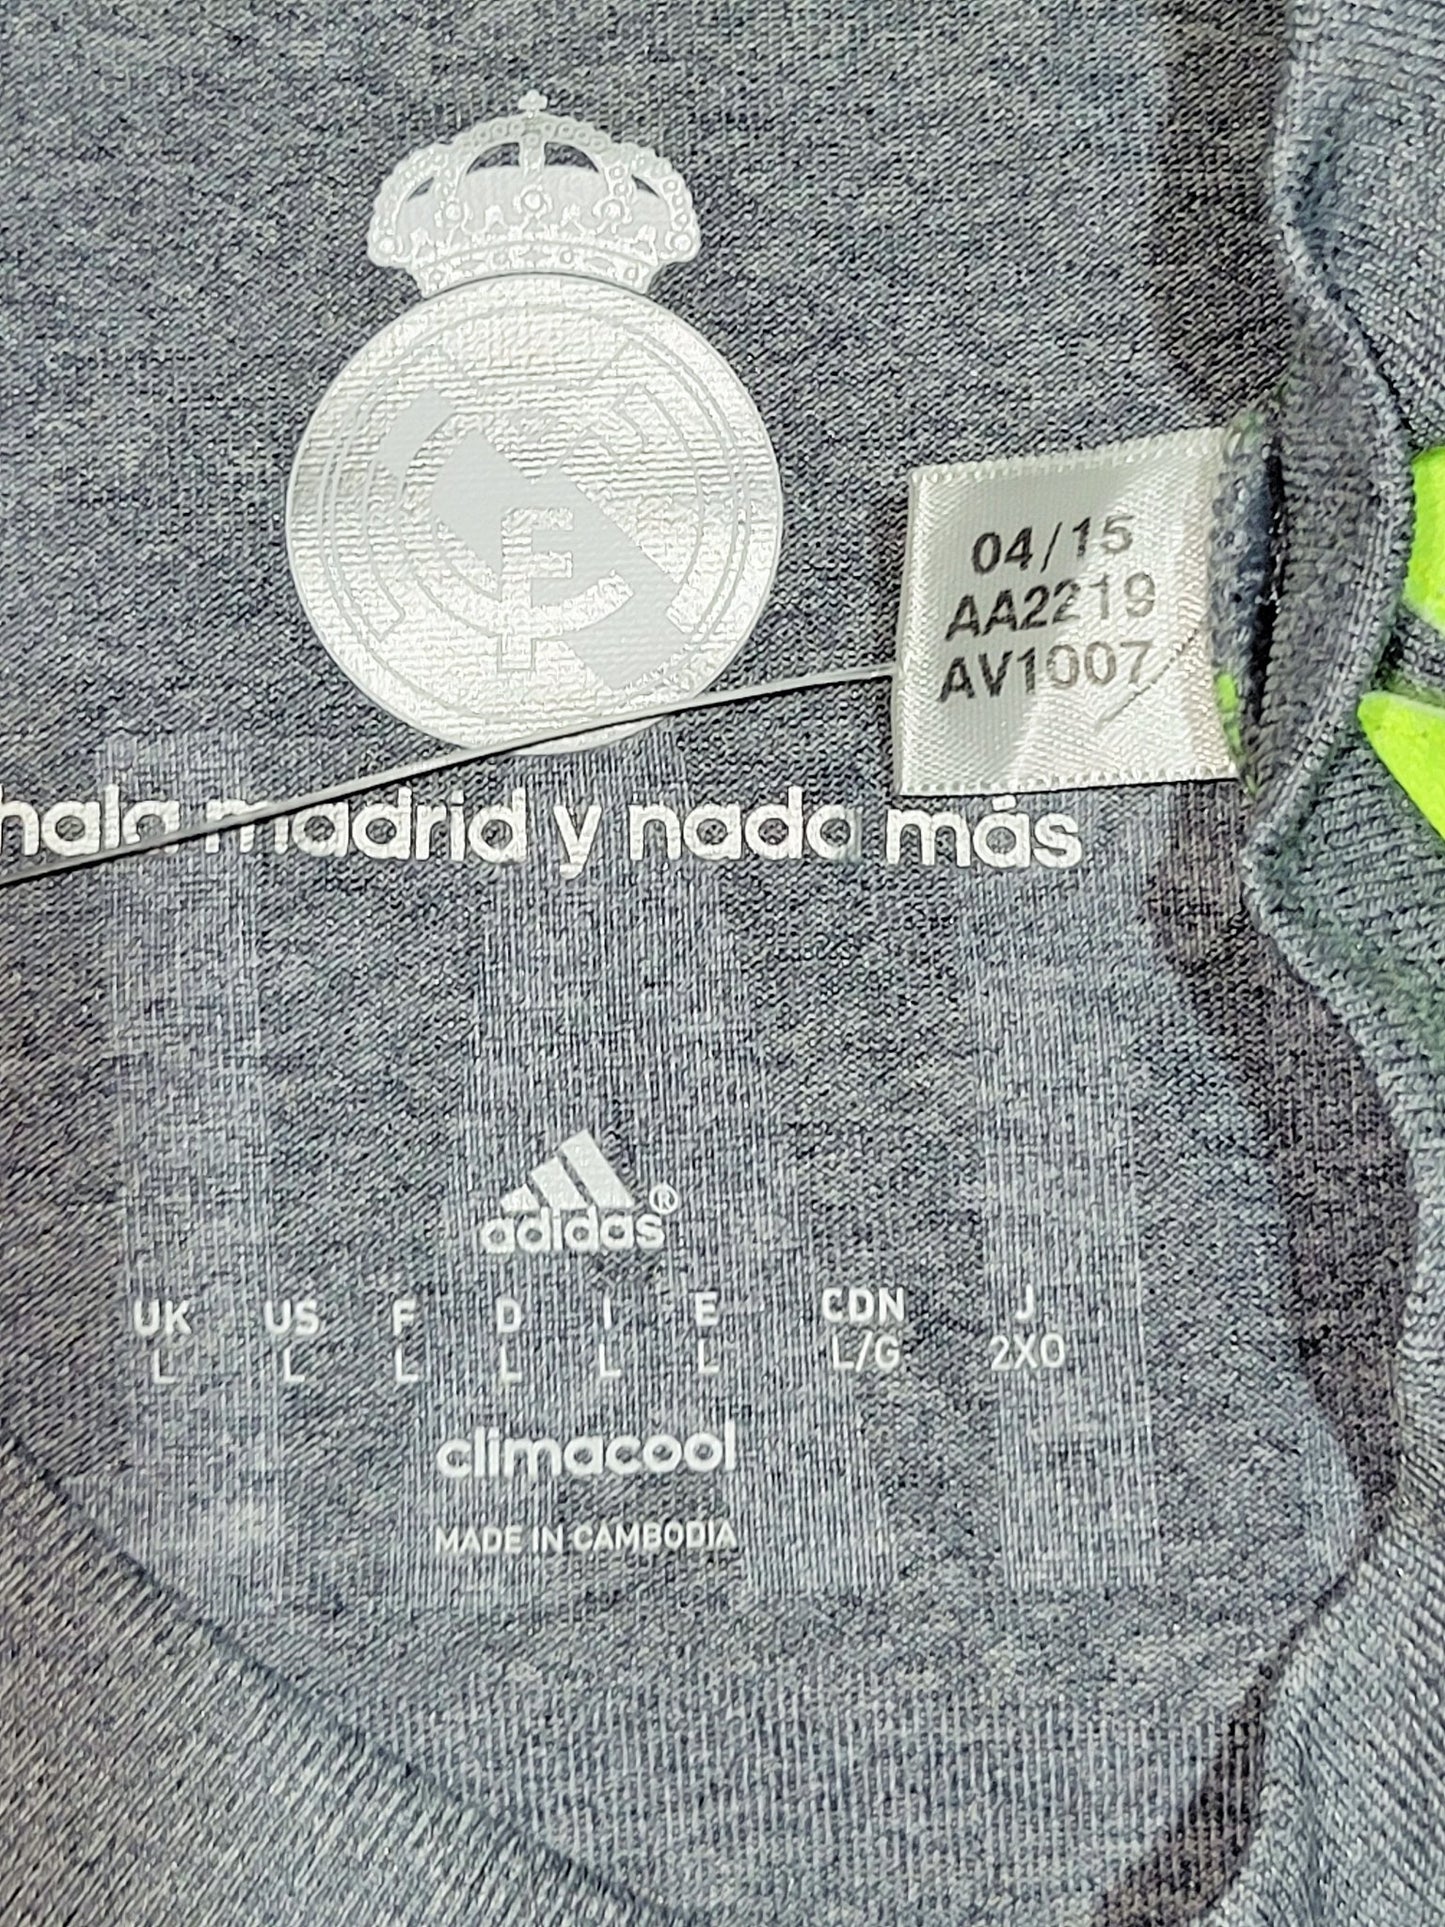 04/15
AA2219
AV1007
hala madrid y nada más
adidas®
UK US F D I E CDN J
L L L L L L L/G 2XO
climacool
MADE IN CAMBODIA